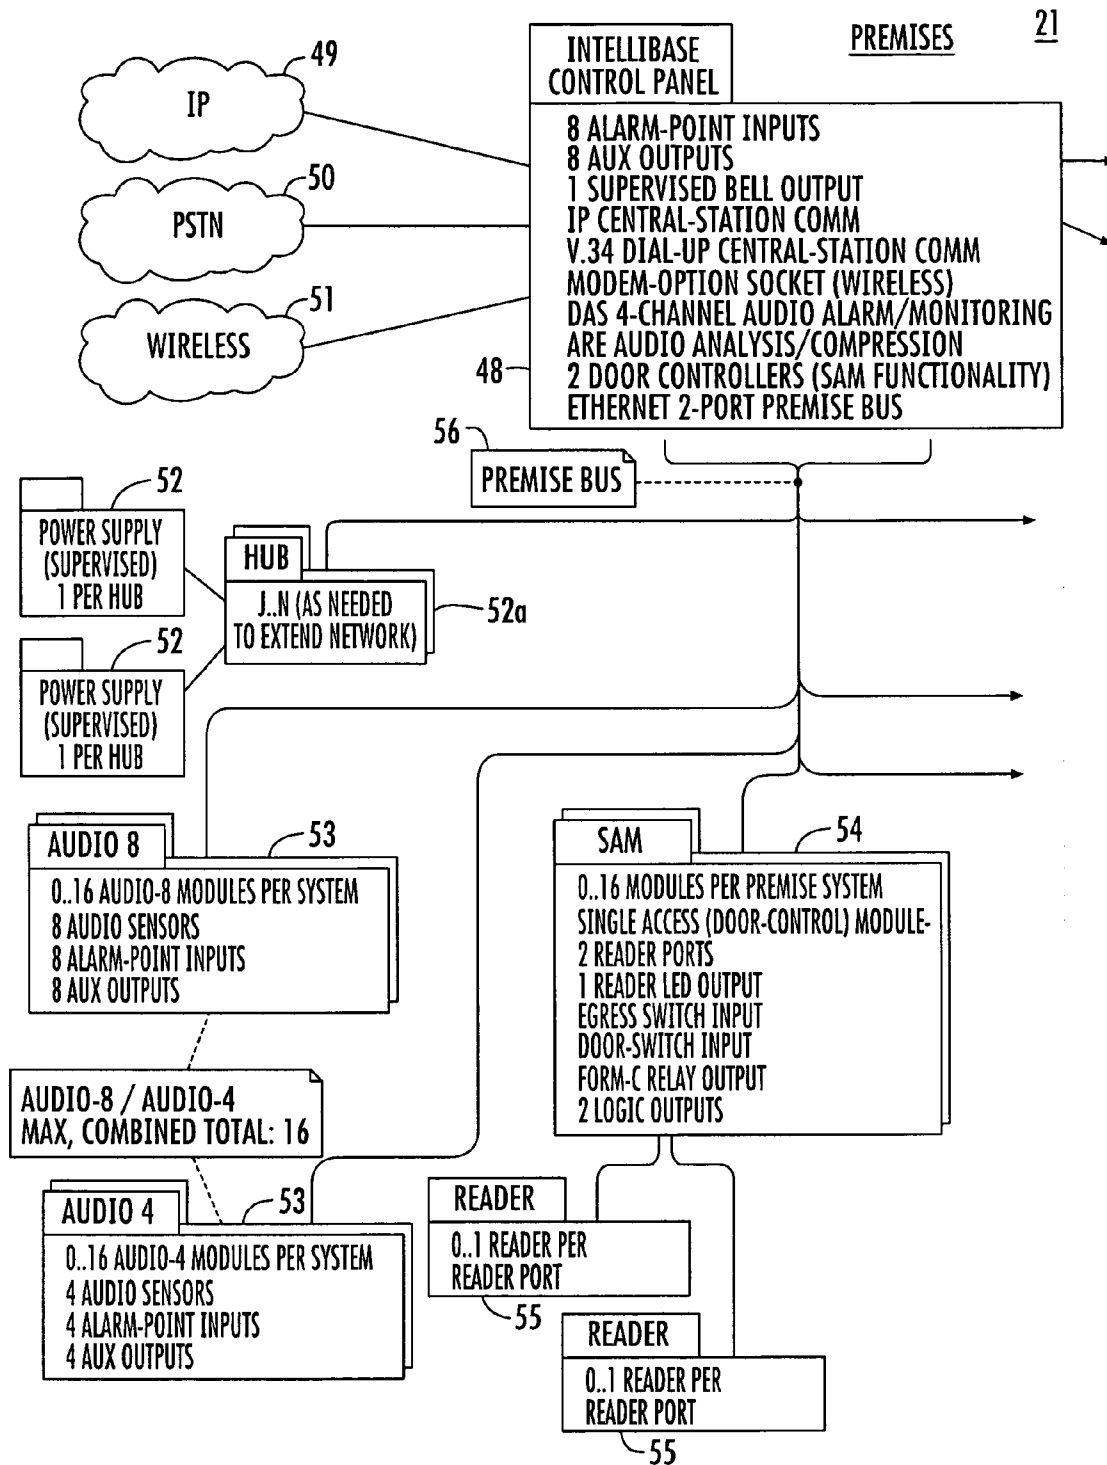 PREMISES
21
49
IP
50
PSTN
51
WIRELESS
INTELLIBASE
CONTROL PANEL
8 ALARM-POINT INPUTS
8 AUX OUTPUTS
1 SUPERVISED BELL OUTPUT
IP CENTRAL-STATION COMM
V.34 DIAL-UP CENTRAL-STATION COMM
MODEM-OPTION SOCKET (WIRELESS)
DAS 4-CHANNEL AUDIO ALARM/MONITORING
ARE AUDIO ANALYSIS/COMPRESSION
2 DOOR CONTROLLERS (SAM FUNCTIONALITY)
ETHERNET 2-PORT PREMISE BUS
48
56
PREMISE BUS
52
POWER SUPPLY
(SUPERVISED)
1 PER HUB
HUB
J..N (AS NEEDED
TO EXTEND NETWORK)
52a
52
POWER SUPPLY
(SUPERVISED)
1 PER HUB
AUDIO 8
53
0..16 AUDIO-8 MODULES PER SYSTEM
8 AUDIO SENSORS
8 ALARM-POINT INPUTS
8 AUX OUTPUTS
SAM
54
0..16 MODULES PER PREMISE SYSTEM
SINGLE ACCESS (DOOR-CONTROL) MODULE-
2 READER PORTS
1 READER LED OUTPUT
EGRESS SWITCH INPUT
DOOR-SWITCH INPUT
FORM-C RELAY OUTPUT
2 LOGIC OUTPUTS
AUDIO-8 / AUDIO-4
MAX, COMBINED TOTAL: 16
AUDIO 4
53
0..16 AUDIO-4 MODULES PER SYSTEM
4 AUDIO SENSORS
4 ALARM-POINT INPUTS
4 AUX OUTPUTS
READER
0..1 READER PER
READER PORT
55
READER
0..1 READER PER
READER PORT
55